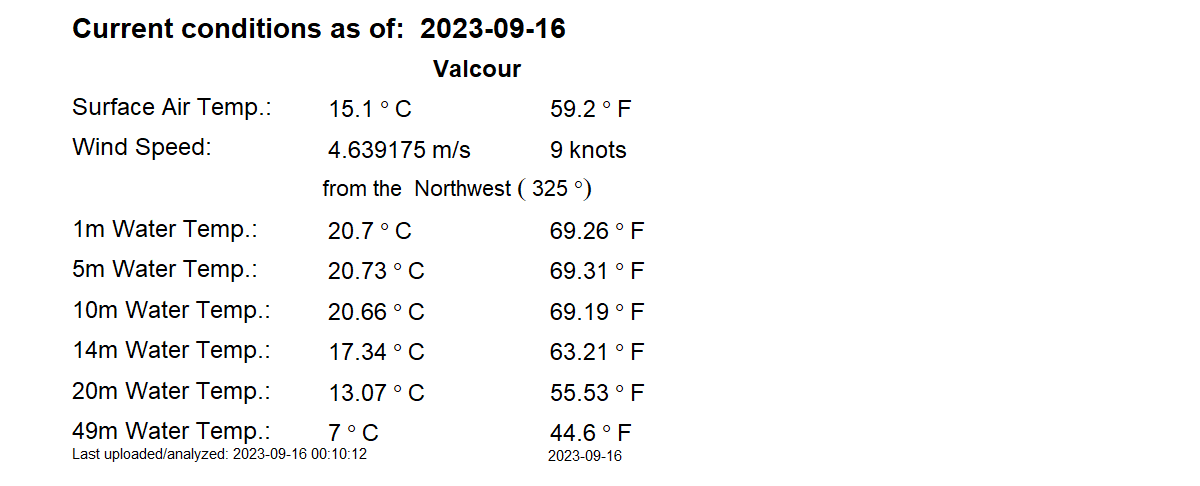 Current conditions as of: 2023-09-16
Valcour
Surface Air Temp.: 15.1 ° C 59.2 ° F
Wind Speed: 4.639175 m/s 9 knots
from the Northwest ( 325 °)
1m Water Temp.: 20.7 ° C 69.26 ° F
5m Water Temp.: 20.73 ° C 69.31 ° F
10m Water Temp.: 20.66 ° C 69.19 ° F
14m Water Temp.: 17.34 ° C 63.21 ° F
20m Water Temp.: 13.07 ° C 55.53 ° F
49m Water Temp.: 7 ° C 44.6 ° F
Last uploaded/analyzed: 2023-09-16 00:10:12 2023-09-16